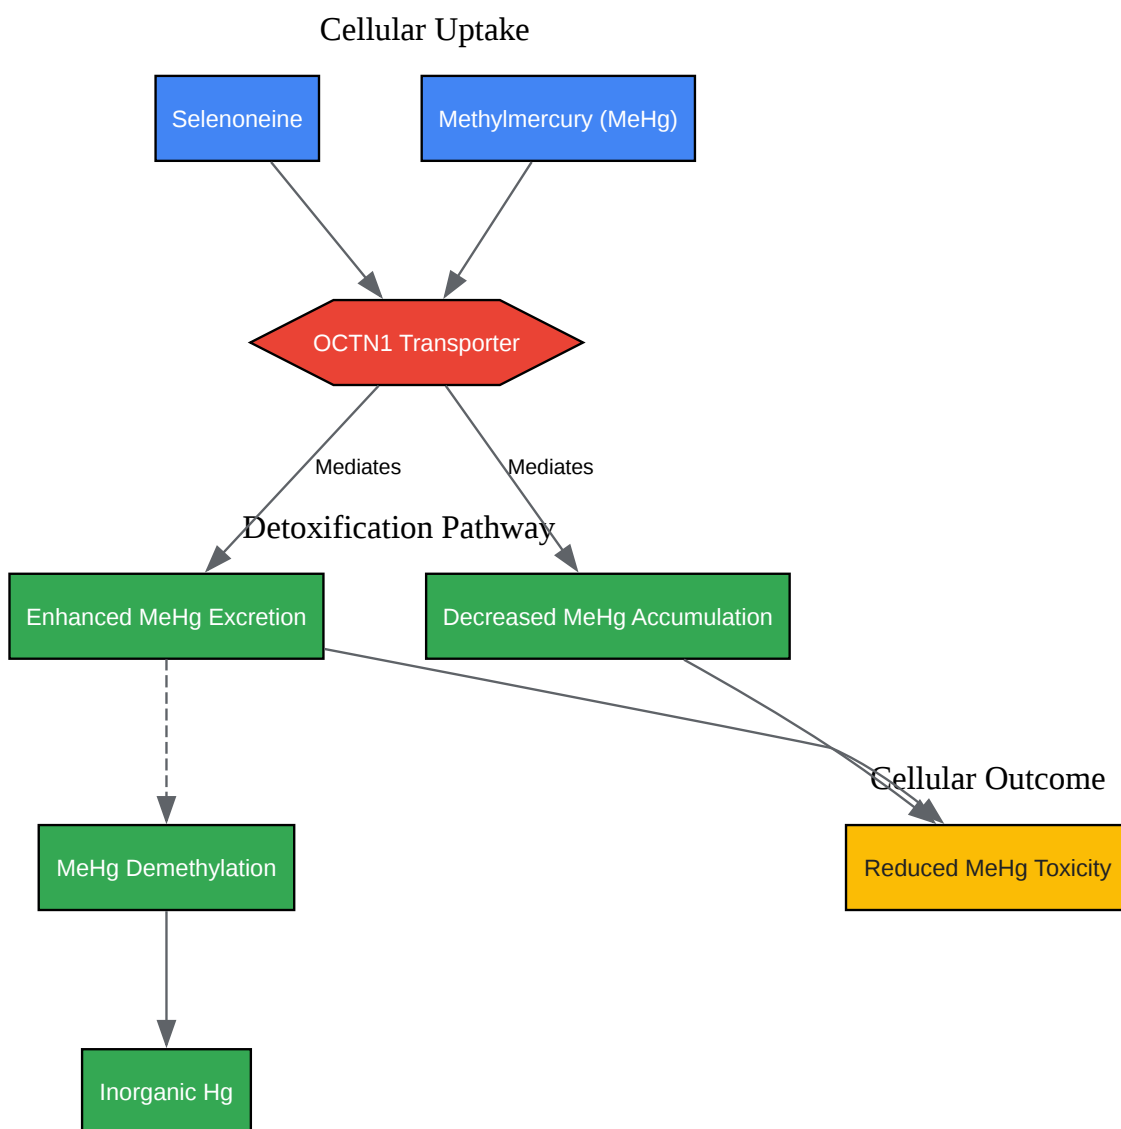 Cellular Uptake
Selenoneine
Methylmercury (MeHg)
OCTN1 Transporter
Mediates
Mediates
Detoxification Pathway
Enhanced MeHg Excretion
Decreased MeHg Accumulation
Cellular Outcome
MeHg Demethylation
Reduced MeHg Toxicity
Inorganic Hg